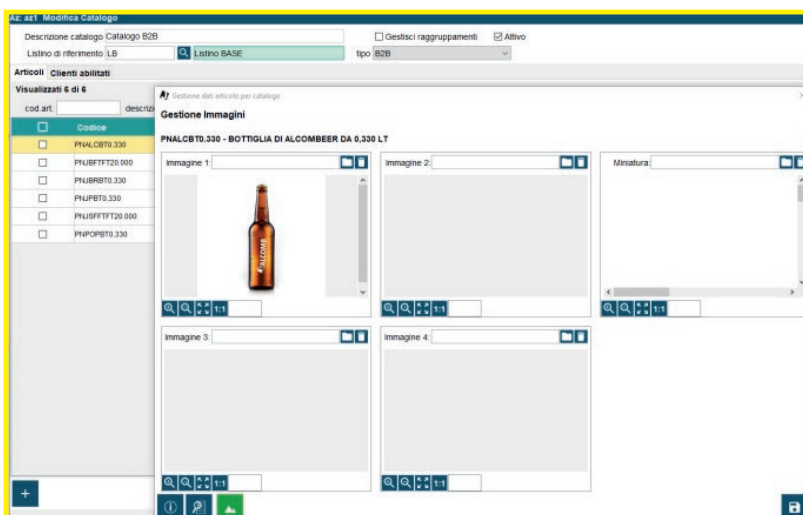 Az: az1 Modifica Catalogo
Descrizione catalogo Catalogo B2B
Gestisci raggruppamenti
Attivo
Listino di riferimento LB
Listino BASE
tipo B2B
Articoli Clienti abilitati
Visualizzati 6 di 6
cod.art.
descrizi
Codice
PNALCBT0.330
PNJBFTFT20.000
PNJBRBT0.330
PNJPBT0.330
PNJSFFTFT20.000
PNPOPBT0.330
Gestione dati articolo per catalogo
Gestione Immagini
PNALCBT0.330 - BOTTIGLIA DI ALCOMBEER DA 0,330 LT
Immagine 1:
Immagine 2:
Miniatura:
ALCOMB
1:1
1:1
1:1
Immagine 3:
Immagine 4:
1:1
1:1